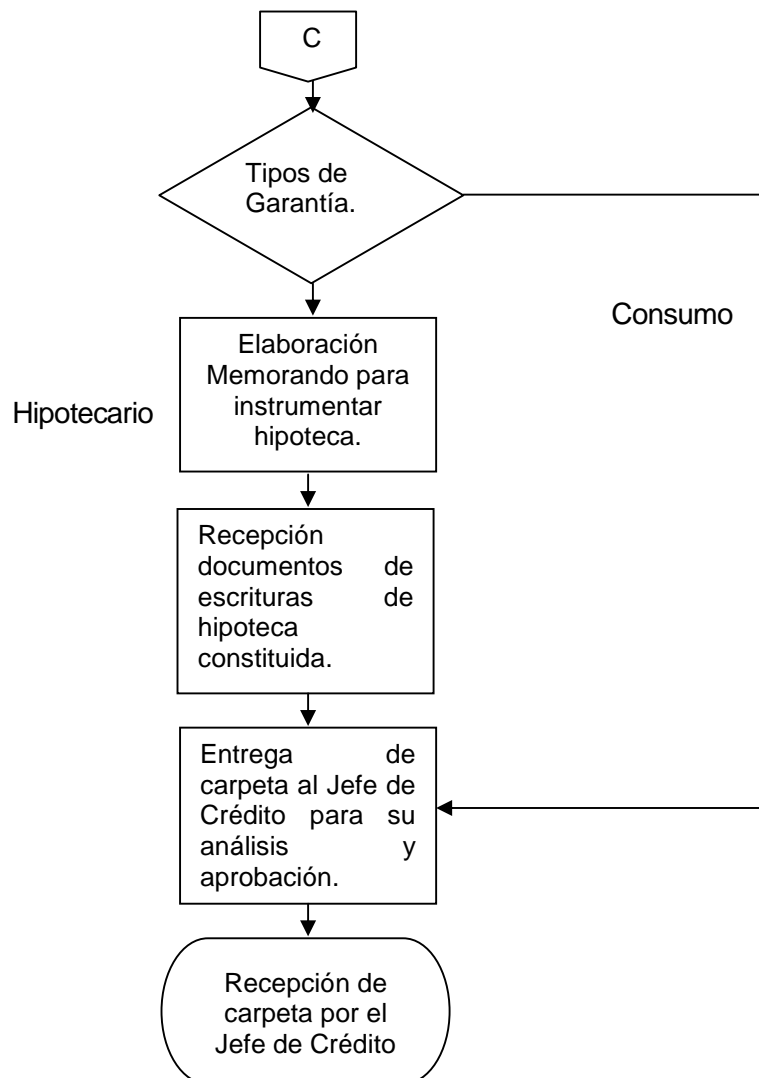 C
Tipos de
Garantía.
Consumo
Elaboración
Memorando para
instrumentar
hipoteca.
Hipotecario
Recepción
documentos de
escrituras de
hipoteca
constituida.
Entrega de
carpeta al Jefe de
Crédito para su
análisis y
aprobación.
Recepción de
carpeta por el
Jefe de Crédito